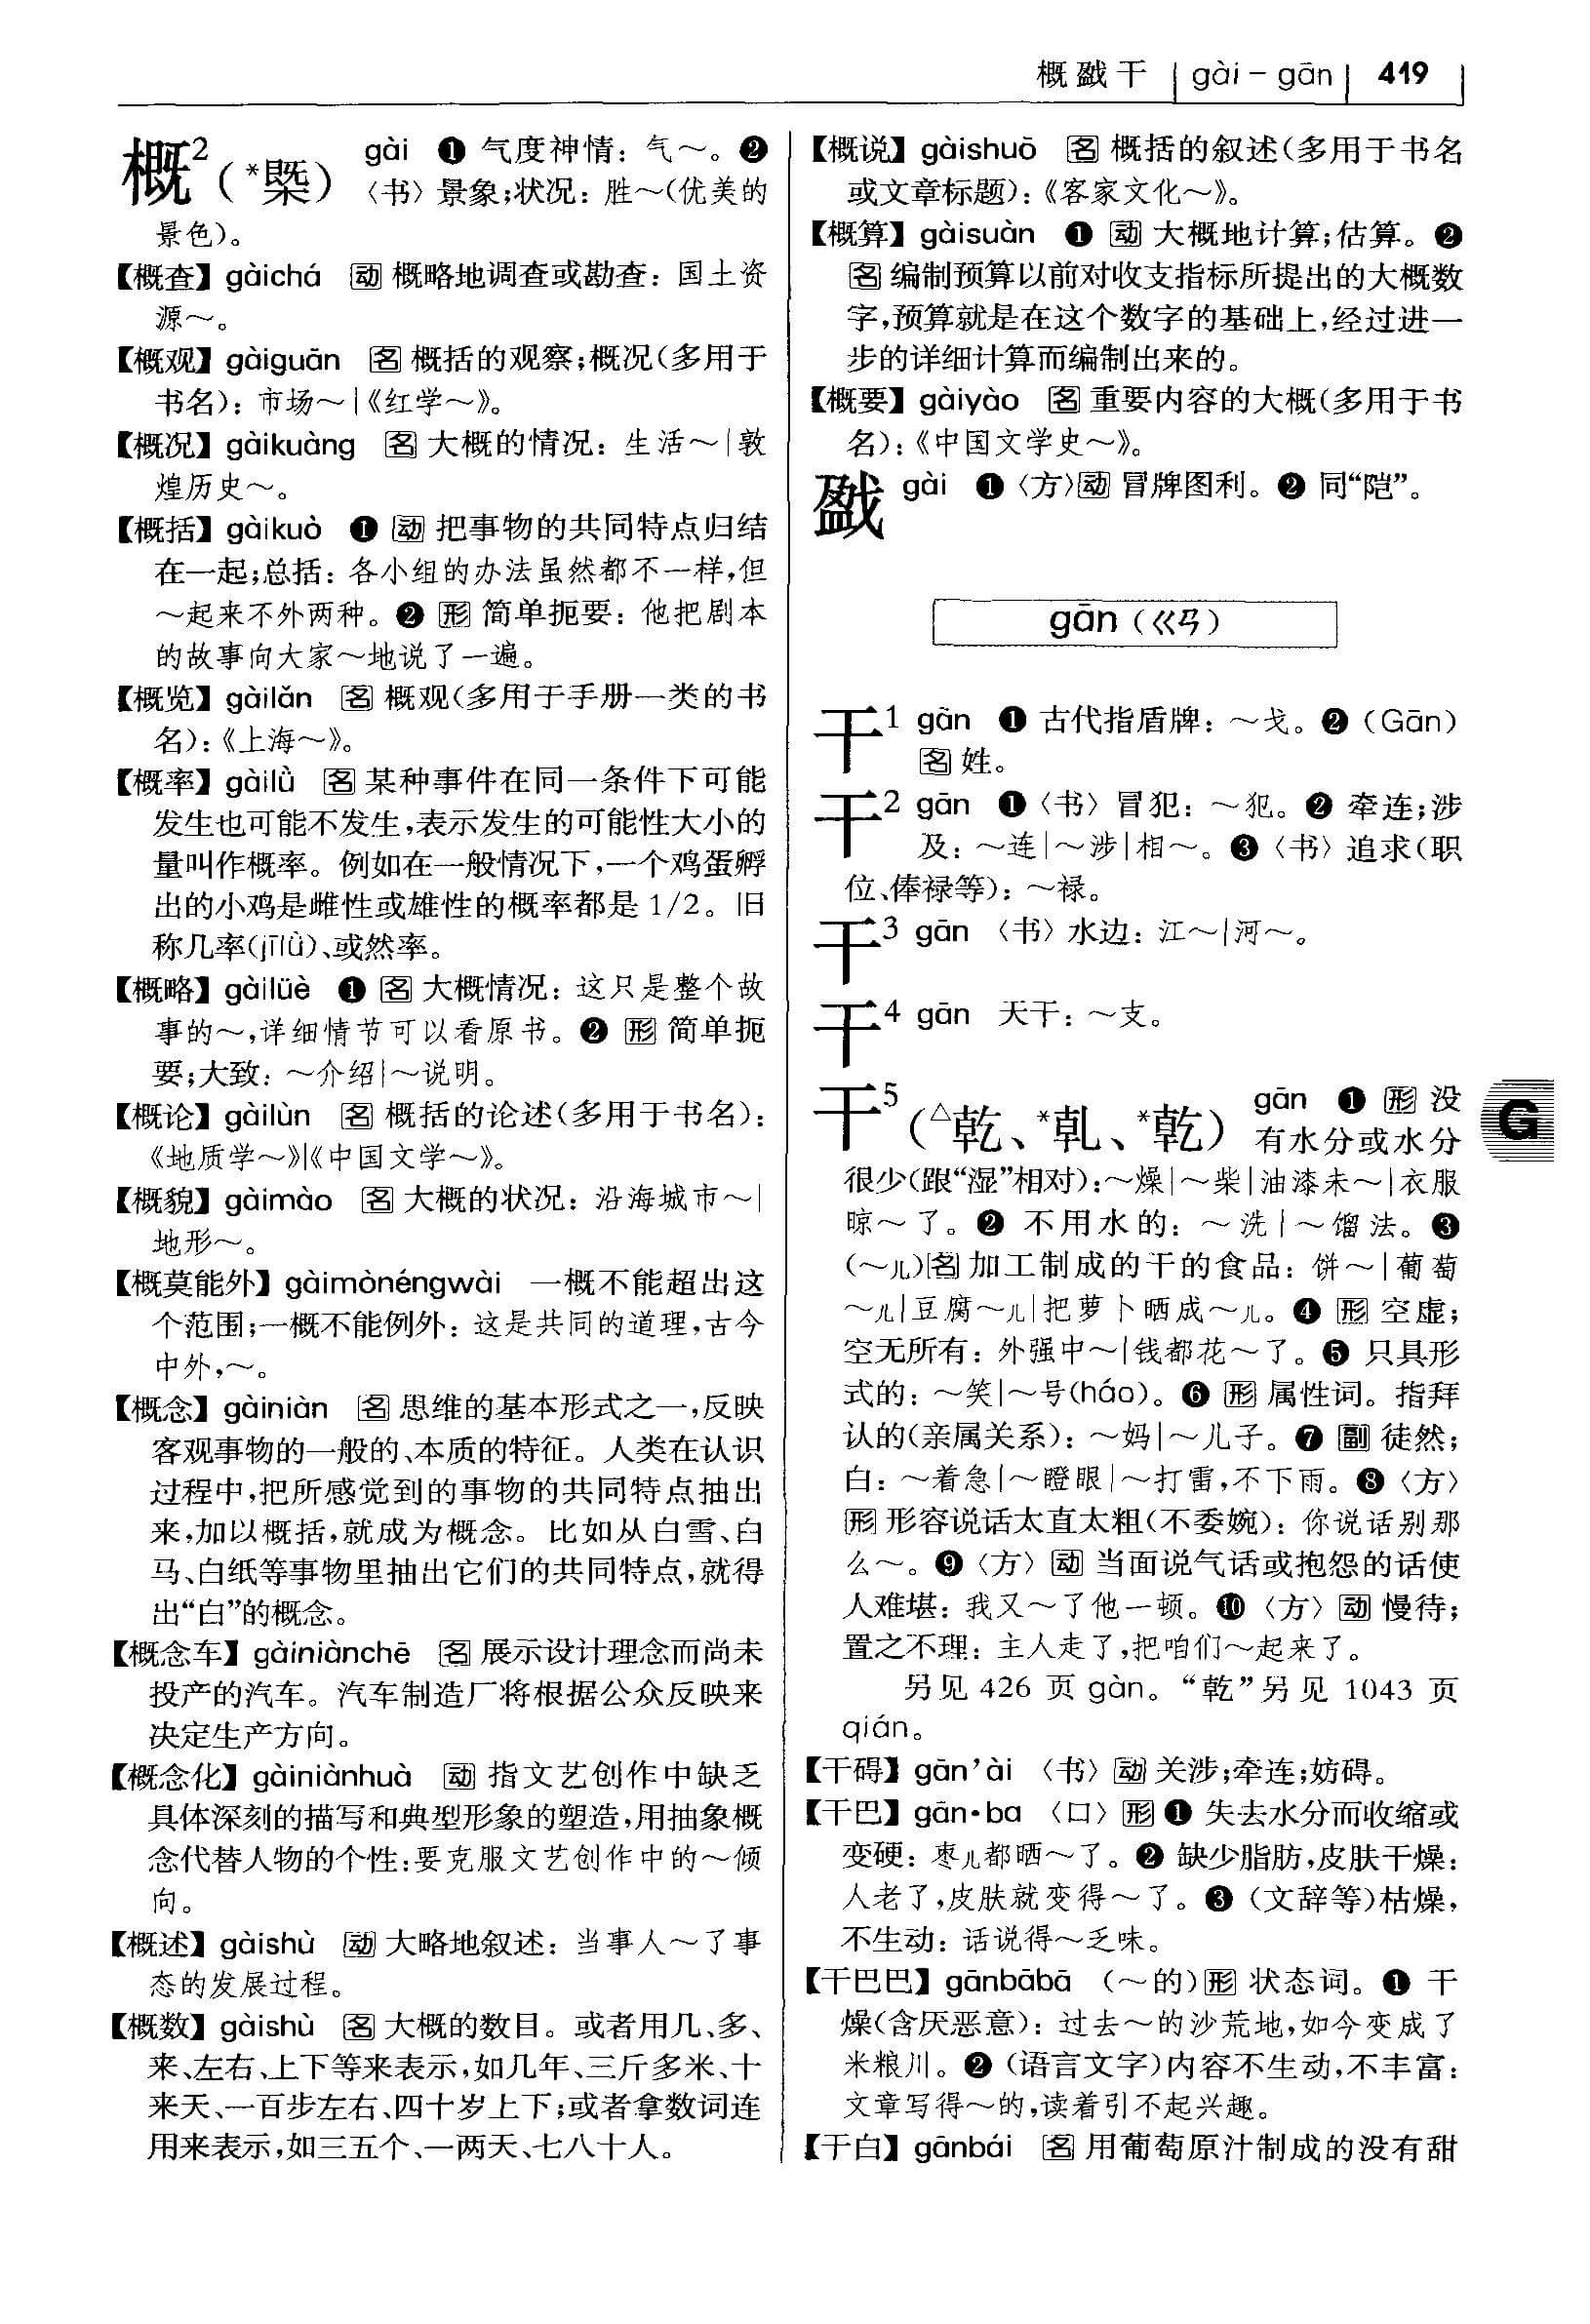 概戤干 gài－gān 419
概²（*槩） gài ❶ 气度神情：气～。❷
〈书〉景象;状况：胜～(优美的
景色)。
【概查】gàichá 动 概略地调查或勘查：国土资
源～。
【概观】gàiguān 名 概括的观察;概况(多用于
书名)：市场～|《红学～》。
【概况】gàikuàng 名 大概的情况：生活～|敦
煌历史～。
【概括】gàikuò ❶ 动 把事物的共同特点归结
在一起;总括：各小组的办法虽然都不一样,但
～起来不外两种。❷ 形 简单扼要：他把剧本
的故事向大家～地说了一遍。
【概览】gàilǎn 名 概观(多用于手册一类的书
名)：《上海～》。
【概率】gàilǜ 名 某种事件在同一条件下可能
发生也可能不发生,表示发生的可能性大小的
量叫作概率。例如在一般情况下,一个鸡蛋孵
出的小鸡是雌性或雄性的概率都是 1/2。旧
称几率(jīlǜ)、或然率。
【概略】gàilüè ❶ 名 大概情况：这只是整个故
事的～,详细情节可以看原书。❷ 形 简单扼
要;大致：～介绍|～说明。
【概论】gàilùn 名 概括的论述(多用于书名)：
《地质学～》|《中国文学～》。
【概貌】gàimào 名 大概的状况：沿海城市～|
地形～。
【概莫能外】gàimònéngwài 一概不能超出这
个范围;一概不能例外：这是共同的道理,古今
中外,～。
【概念】gàiniàn 名 思维的基本形式之一,反映
客观事物的一般的、本质的特征。人类在认识
过程中,把所感觉到的事物的共同特点抽出
来,加以概括,就成为概念。比如从白雪、白
马、白纸等事物里抽出它们的共同特点,就得
出“白”的概念。
【概念车】gàiniànchē 名 展示设计理念而尚未
投产的汽车。汽车制造厂将根据公众反映来
决定生产方向。
【概念化】gàiniànhuà 动 指文艺创作中缺乏
具体深刻的描写和典型形象的塑造,用抽象概
念代替人物的个性:要克服文艺创作中的～倾
向。
【概述】gàishù 动 大略地叙述：当事人～了事
态的发展过程。
【概数】gàishù 名 大概的数目。或者用几、多、
来、左右、上下等来表示,如几年、三斤多米、十
来天、一百步左右、四十岁上下;或者拿数词连
用来表示,如三五个、一两天、七八十人。
【概说】gàishuō 名 概括的叙述(多用于书名
或文章标题)：《客家文化～》。
【概算】gàisuàn ❶ 动 大概地计算;估算。❷
名 编制预算以前对收支指标所提出的大概数
字,预算就是在这个数字的基础上,经过进一
步的详细计算而编制出来的。
【概要】gàiyào 名 重要内容的大概(多用于书
名)：《中国文学史～》。
戤 gài ❶〈方〉动 冒牌图利。❷ 同“隑”。
gān（ㄍㄢ）
干¹ gān ❶ 古代指盾牌：～戈。❷（Gān）
名 姓。
干² gān ❶〈书〉冒犯：～犯。❷ 牵连;涉
及：～连|～涉|相～。❸〈书〉追求(职
位、俸禄等)：～禄。
干³ gān 〈书〉水边：江～|河～。
干⁴ gān 天干：～支。
干⁵（△乾、*乹、*亁） gān ❶ 形 没
有水分或水分
很少(跟“湿”相对)：～燥|～柴|油漆未～|衣服
晾～了。❷ 不用水的：～洗|～馏法。❸
(～儿)名 加工制成的干的食品：饼～|葡萄
～儿|豆腐～儿|把萝卜晒成～儿。❹ 形 空虚;
空无所有：外强中～|钱都花～了。❺ 只具形
式的：～笑|～号(háo)。❻ 形 属性词。指拜
认的(亲属关系)：～妈|～儿子。❼ 副 徒然;
白：～着急|～瞪眼|～打雷,不下雨。❽〈方〉
形 形容说话太直太粗(不委婉)：你说话别那
么～。❾〈方〉动 当面说气话或抱怨的话使
人难堪：我又～了他一顿。❿〈方〉动 慢待;
置之不理：主人走了,把咱们～起来了。
另见 426 页 gàn。“乾”另见 1043 页
qián。
【干碍】gān’ài 〈书〉动 关涉;牵连;妨碍。
【干巴】gān·ba 〈口〉形 ❶ 失去水分而收缩或
变硬：枣儿都晒～了。❷ 缺少脂肪,皮肤干燥：
人老了,皮肤就变得～了。❸（文辞等)枯燥,
不生动：话说得～乏味。
【干巴巴】gānbābā （～的)形 状态词。❶ 干
燥(含厌恶意)：过去～的沙荒地,如今变成了
米粮川。❷（语言文字)内容不生动,不丰富：
文章写得～的,读着引不起兴趣。
【干白】gānbái 名 用葡萄原汁制成的没有甜
G